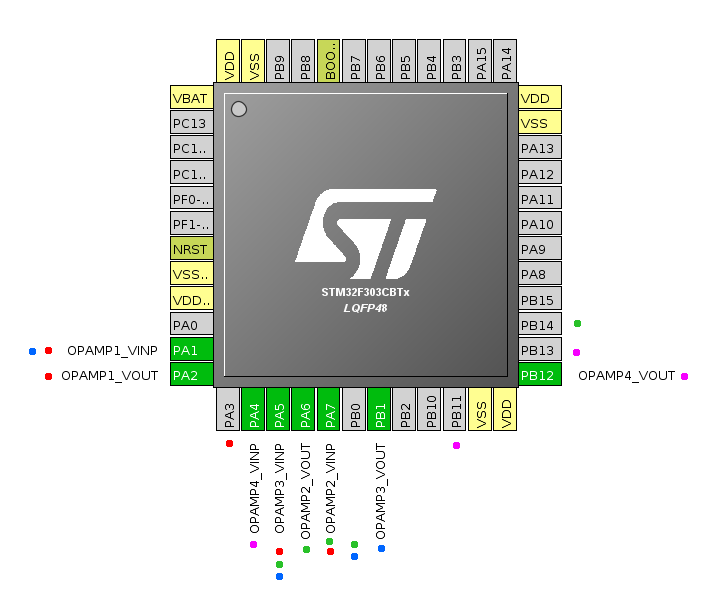 VDD
VSS
PB9
PB8
BOO..
PB7
PB6
PB5
PB4
PB3
PA15
PA14
VBAT
PC13
PC1..
PC1..
PF0-..
PF1-..
NRST
VSS..
VDD..
PA0
OPAMP1_VINP PA1
OPAMP1_VOUT PA2
ST
STM32F303CBTx
LQFP48
VDD
VSS
PA13
PA12
PA11
PA10
PA9
PA8
PB15
PB14
PB13
PB12 OPAMP4_VOUT
PA3
PA4
PA5
PA6
PA7
PB0
PB1
PB2
PB10
PB11
VSS
VDD
OPAMP4_VINP
OPAMP3_VINP
OPAMP2_VOUT
OPAMP2_VINP
OPAMP3_VOUT